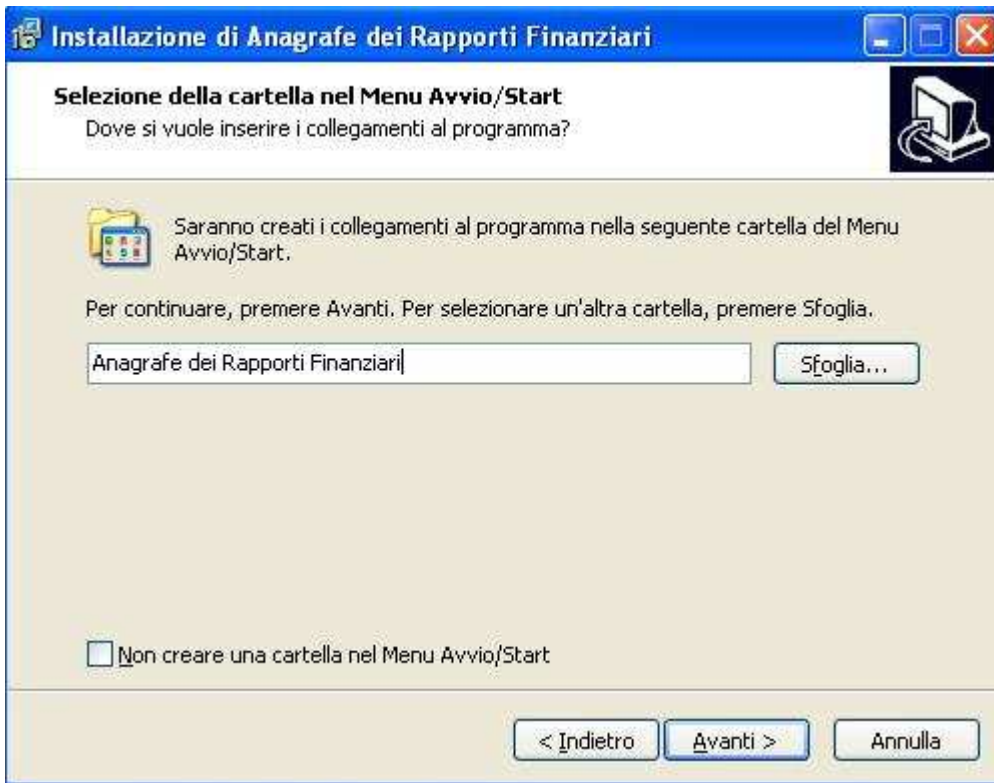 Installazione di Anagrafe dei Rapporti Finanziari
Selezione della cartella nel Menu Avvio/Start
Dove si vuole inserire i collegamenti al programma?
Saranno creati i collegamenti al programma nella seguente cartella del Menu
Avvio/Start.
Per continuare, premere Avanti. Per selezionare un'altra cartella, premere Sfoglia.
Anagrafe dei Rapporti Finanziari
Sfoglia...
Non creare una cartella nel Menu Avvio/Start
< Indietro
Avanti >
Annulla